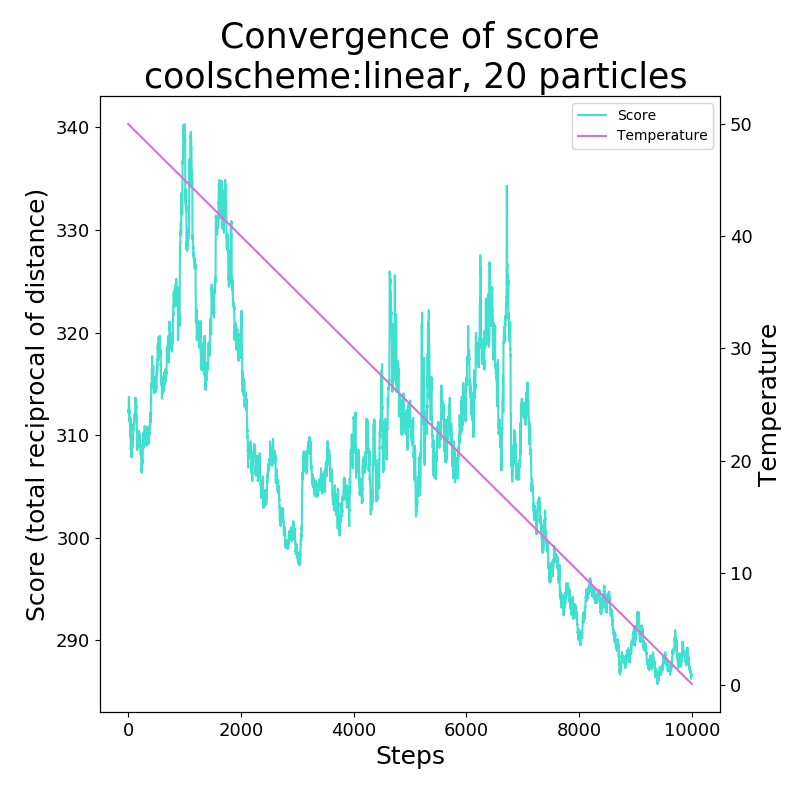 Convergence of score
coolscheme:linear, 20 particles
Score
Temperature
340
330
320
310
300
290
Score (total reciprocal of distance)
50
40
30
20
10
0
Temperature
0 2000 4000 6000 8000 10000
Steps